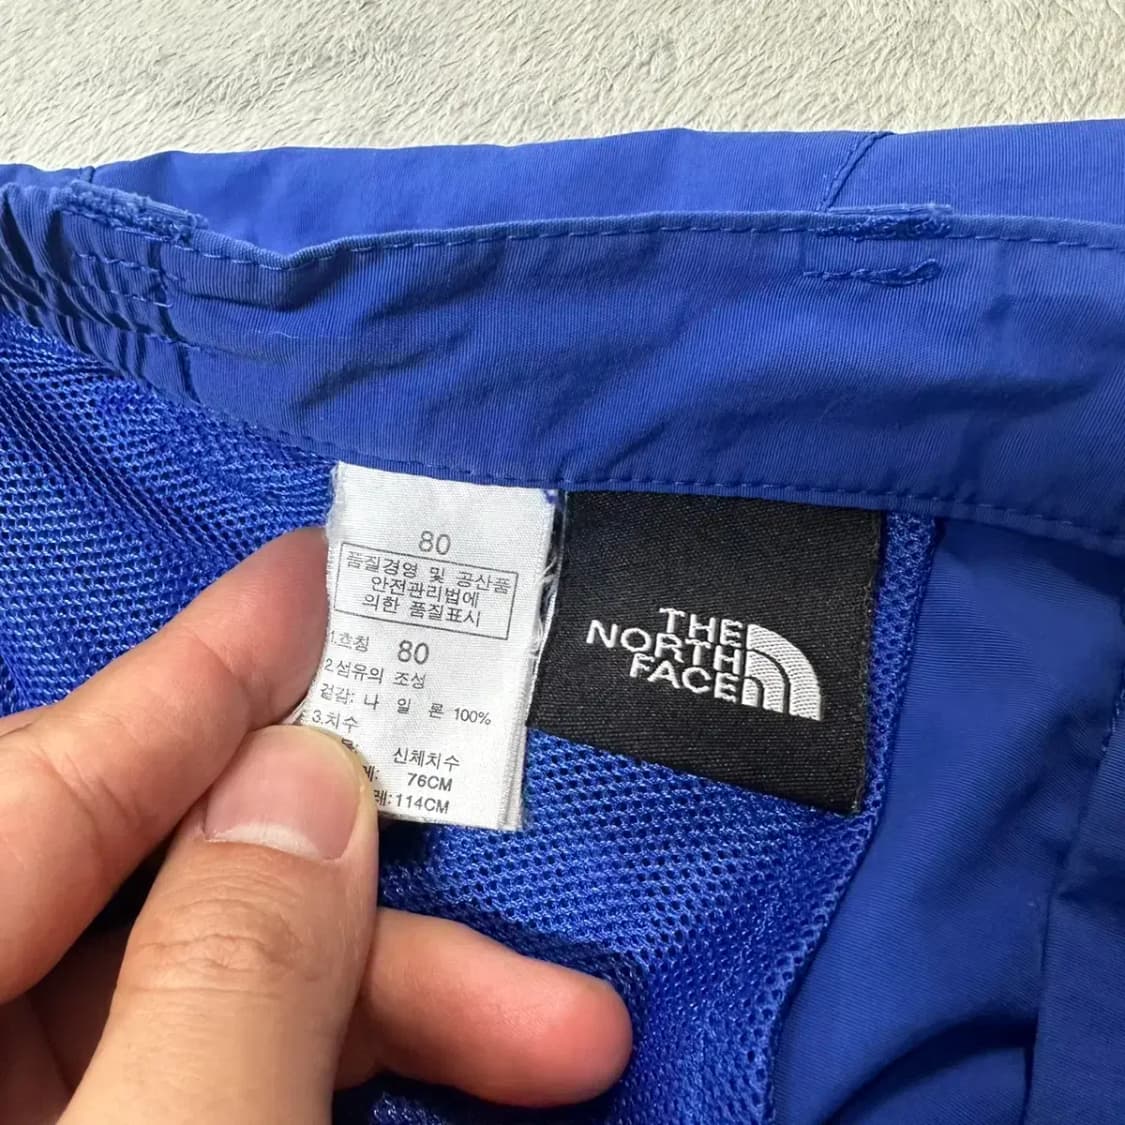 80
품질경영 및 공산품
안전관리법에
의한 품질표시
1.호칭 80
2.섬유의 조성
겉감: 나 일 론 100%
3.치수
신체치수
76CM
114CM
THE
NORTH
FACE